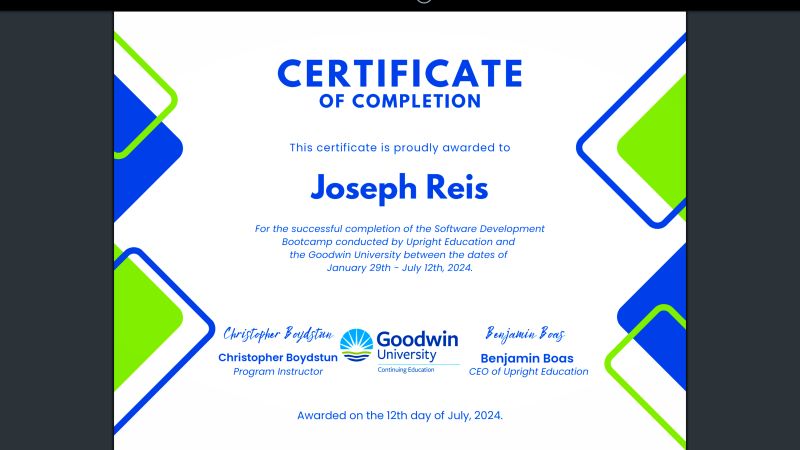 CERTIFICATE
OF COMPLETION
This certificate is proudly awarded to
Joseph Reis
For the successful completion of the Software Development
Bootcamp conducted by Upright Education and
the Goodwin University between the dates of
January 29th - July 12th, 2024.
Christopher Boydstun
Christopher Boydstun
Program Instructor
Goodwin
University
Continuing Education
Benjamin Boas
Benjamin Boas
CEO of Upright Education
Awarded on the 12th day of July, 2024.